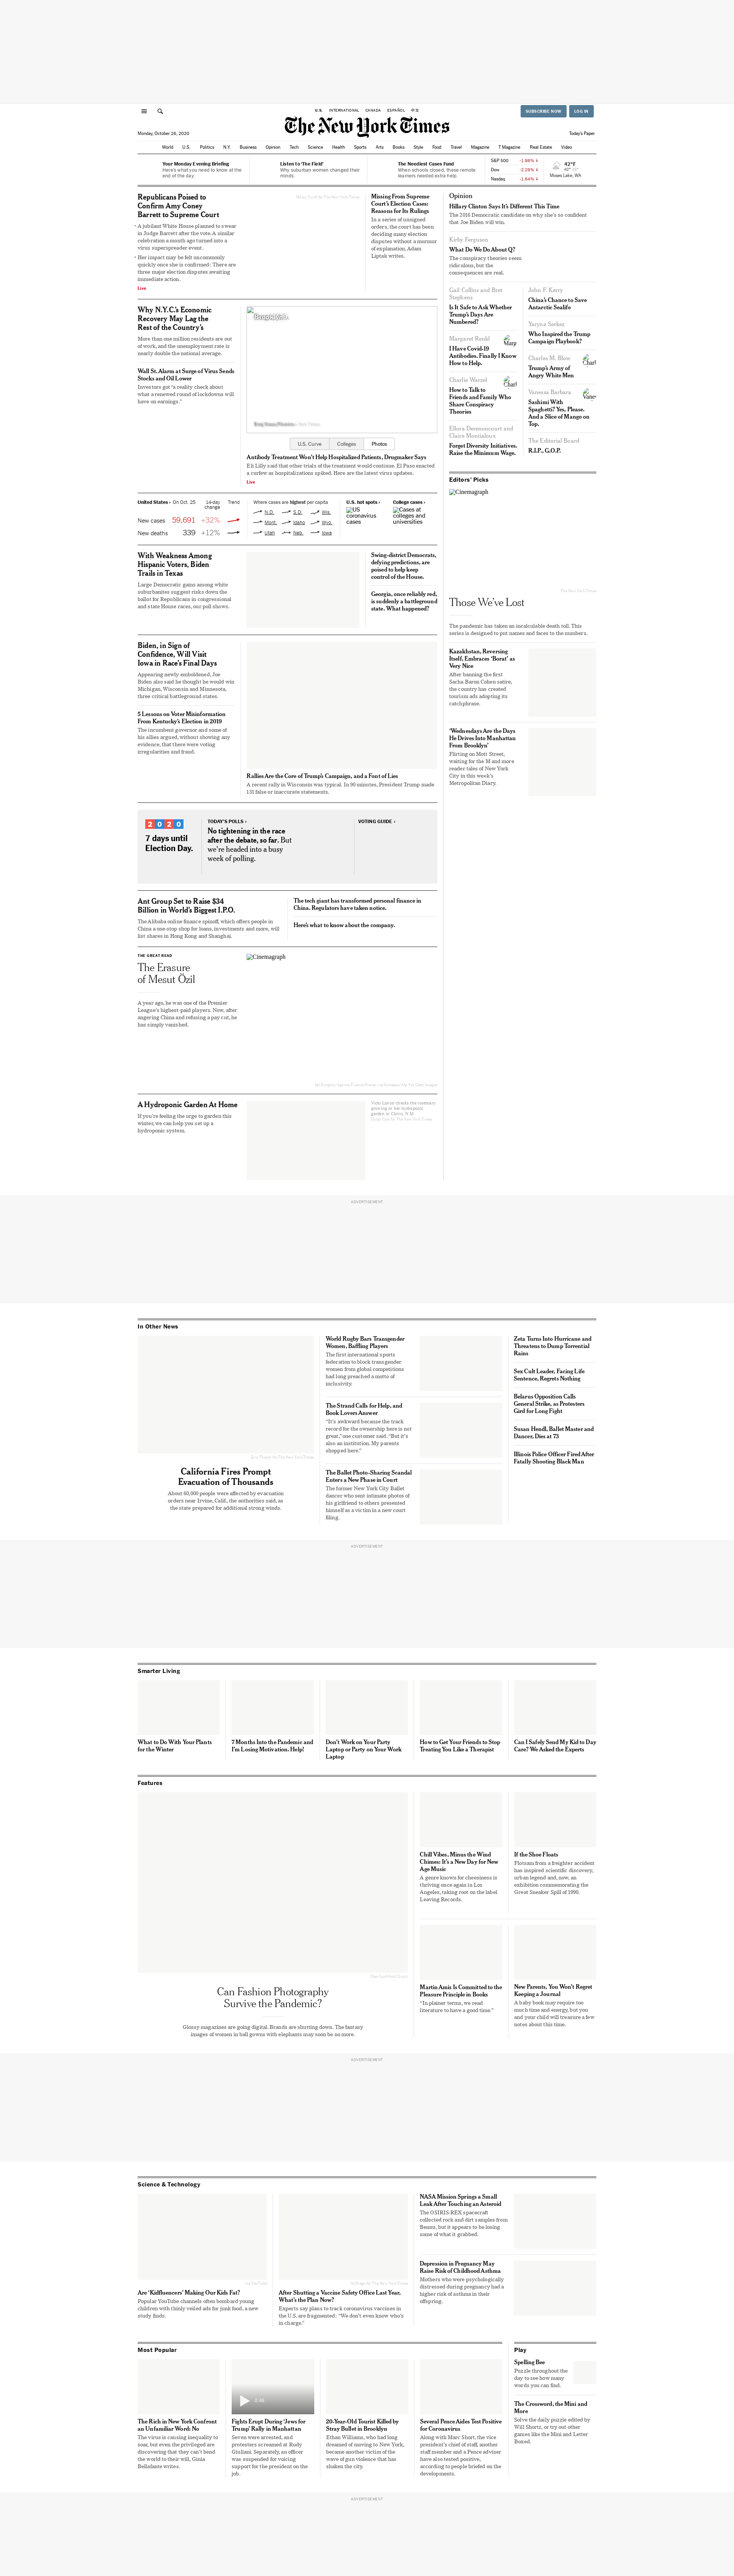 U.S. INTERNATIONAL CANADA ESPAÑOL 中文
SUBSCRIBE NOW
LOG IN
The New York Times
Monday, October 26, 2020
Today's Paper
World U.S. Politics N.Y. Business Opinion Tech Science Health Sports Arts Books Style Food Travel Magazine T Magazine Real Estate Video
Your Monday Evening Briefing
Here's what you need to know at the
end of the day.
Listen to 'The Field'
Why suburban women changed their
minds
The Neediest Cases Fund
When schools closed, these remote
learners needed extra help.
S&P 500 -1.86% ↓
Dow -2.29% ↓
Nasdaq -1.64% ↓
42°F
Moses Lake, WA
Republicans Poised to
Confirm Amy Coney
Barrett to Supreme Court
• A jubilant White House planned to swear
in Judge Barrett after the vote. A similar
celebration a month ago turned into a
virus superspreader event.
• Her impact may be felt uncommonly
quickly once she is confirmed: There are
three major election disputes awaiting
immediate action.
Live
Missing From Supreme
Court's Election Cases:
Reasons for Its Rulings
In a series of unsigned
orders, the court has been
deciding many election
disputes without a murmur
of explanation, Adam
Liptak writes.
Why N.Y.C.'s Economic
Recovery May Lag the
Rest of the Country's
More than one million residents are out
of work, and the unemployment rate is
nearly double the national average.
Wall St. Alarm at Surge of Virus Sends
Stocks and Oil Lower
Investors got "a reality check about
what a renewed round of lockdowns will
have on earnings."
U.S. Curve
Colleges
Photos
Antibody Treatment Won't Help Hospitalized Patients, Drugmaker Says
Eli Lilly said that other trials of the treatment would continue. El Paso enacted
a curfew as hospitalizations spiked. Here are the latest virus updates.
Live
United States › On Oct. 25 14-day
change Trend
New cases 59,691 +32%
New deaths 339 +12%
Where cases are highest per capita
N.D. S.D. Wis.
Mont. Idaho Wyo.
Utah Neb. Iowa
U.S. hot spots ›
US
coronavirus
cases
College cases ›
Cases at
colleges and
universities
With Weakness Among
Hispanic Voters, Biden
Trails in Texas
Large Democratic gains among white
suburbanites suggest risks down the
ballot for Republicans in congressional
and state House races, our poll shows.
Swing-district Democrats,
defying predictions, are
poised to help keep
control of the House.
Georgia, once reliably red,
is suddenly a battleground
state. What happened?
Biden, in Sign of
Confidence, Will Visit
Iowa in Race's Final Days
Appearing newly emboldened, Joe
Biden also said he thought he would win
Michigan, Wisconsin and Minnesota,
three critical battleground states.
5 Lessons on Voter Misinformation
From Kentucky's Election in 2019
The incumbent governor and some of
his allies argued, without showing any
evidence, that there were voting
irregularities and fraud.
Rallies Are the Core of Trump's Campaign, and a Font of Lies
A recent rally in Wisconsin was typical. In 90 minutes, President Trump made
131 false or inaccurate statements.
2020
7 days until
Election Day.
TODAY'S POLLS ›
No tightening in the race
after the debate, so far. But
we're headed into a busy
week of polling.
VOTING GUIDE ›
Ant Group Set to Raise $34
Billion in World's Biggest I.P.O.
The Alibaba online finance spinoff, which offers people in
China a one-stop shop for loans, investments and more, will
list shares in Hong Kong and Shanghai.
The tech giant has transformed personal finance in
China. Regulators have taken notice.
Here's what to know about the company.
THE GREAT READ
The Erasure
of Mesut Özil
A year ago, he was one of the Premier
League's highest-paid players. Now, after
angering China and refusing a pay cut, he
has simply vanished.
Cinemagraph
A Hydroponic Garden At Home
If you're feeling the urge to garden this
winter, we can help you set up a
hydroponic system.
Opinion
Hillary Clinton Says It's Different This Time
The 2016 Democratic candidate on why she's so confident
that Joe Biden will win.
Kirby Ferguson
What Do We Do About Q?
The conspiracy theories seem
ridiculous, but the
consequences are real.
Gail Collins and Bret
Stephens
Is It Safe to Ask Whether
Trump's Days Are
Numbered?
Margaret Renkl
I Have Covid-19
Antibodies. Finally I Know
How to Help.
Charlie Warzel
How to Talk to
Friends and Family Who
Share Conspiracy
Theories
Ellora Derenoncourt and
Claire Montialoux
Forget Diversity Initiatives.
Raise the Minimum Wage.
John F. Kerry
China's Chance to Save
Antarctic Sealife
Yaryna Serkez
Who Inspired the Trump
Campaign Playbook?
Charles M. Blow
Trump's Army of
Angry White Men
Vanessa Barbara
Sashimi With
Spaghetti? Yes, Please.
And a Slice of Mango on
Top.
The Editorial Board
R.I.P., G.O.P.
Editors' Picks
Cinemagraph
The New York Times
Those We've Lost
The pandemic has taken an incalculable death toll. This
series is designed to put names and faces to the numbers.
Kazakhstan, Reversing
Itself, Embraces 'Borat' as
Very Nice
After banning the first
Sacha Baron Cohen satire,
the country has created
tourism ads adopting its
catchphrase.
'Wednesdays Are the Days
He Drives Into Manhattan
From Brooklyn'
Flirting on Mott Street,
waiting for the M and more
reader tales of New York
City in this week's
Metropolitan Diary.
ADVERTISEMENT
In Other News
California Fires Prompt
Evacuation of Thousands
About 60,000 people were affected by evacuation
orders near Irvine, Calif., the authorities said, as
the state prepared for additional strong winds.
World Rugby Bars Transgender
Women, Baffling Players
The first international sports
federation to block transgender
women from global competitions
had long preached a motto of
inclusivity.
The Strand Calls for Help, and
Book Lovers Answer
"It's awkward because the track
record for the ownership here is not
great," one customer said. "But it's
also an institution. My parents
shopped here."
The Ballet Photo-Sharing Scandal
Enters a New Phase in Court
The former New York City Ballet
dancer who sent intimate photos of
his girlfriend to others presented
himself as a victim in a new court
filing.
Zeta Turns Into Hurricane and
Threatens to Dump Torrential
Rains
Sex Cult Leader, Facing Life
Sentence, Regrets Nothing
Belarus Opposition Calls
General Strike, as Protesters
Gird for Long Fight
Susan Hendl, Ballet Master and
Dancer, Dies at 73
Illinois Police Officer Fired After
Fatally Shooting Black Man
ADVERTISEMENT
Smarter Living
What to Do With Your Plants
for the Winter
7 Months Into the Pandemic and
I'm Losing Motivation. Help!
Don't Work on Your Party
Laptop or Party on Your Work
Laptop
How to Get Your Friends to Stop
Treating You Like a Therapist
Can I Safely Send My Kid to Day
Care? We Asked the Experts
Features
Can Fashion Photography
Survive the Pandemic?
Glossy magazines are going digital. Brands are shutting down. The fantasy
images of women in ball gowns with elephants may soon be no more.
Chill Vibes, Minus the Wind
Chimes: It's a New Day for New
Age Music
A genre known for cheesiness is
thriving once again in Los
Angeles, taking root on the label
Leaving Records.
If the Shoe Floats
Flotsam from a freighter accident
has inspired scientific discovery,
urban legend and, now, an
exhibition commemorating the
Great Sneaker Spill of 1990.
Martin Amis Is Committed to the
Pleasure Principle in Books
"In plainer terms, we read
literature to have a good time."
New Parents, You Won't Regret
Keeping a Journal
A baby book may require too
much time and energy, but you
and your child will treasure a few
notes about this time.
ADVERTISEMENT
Science & Technology
Are 'Kidfluencers' Making Our Kids Fat?
Popular YouTube channels often bombard young
children with thinly veiled ads for junk food, a new
study finds.
After Shutting a Vaccine Safety Office Last Year,
What's the Plan Now?
Experts say plans to track coronavirus vaccines in
the U.S. are fragmented: "We don't even know who's
in charge."
NASA Mission Springs a Small
Leak After Touching an Asteroid
The OSIRIS-REX spacecraft
collected rock and dirt samples from
Bennu, but it appears to be losing
some of what it grabbed.
Depression in Pregnancy May
Raise Risk of Childhood Asthma
Mothers who were psychologically
distressed during pregnancy had a
higher risk of asthma in their
offspring.
Most Popular
The Rich in New York Confront
an Unfamiliar Word: No
The virus is causing inequality to
soar, but even the privileged are
discovering that they can't bend
the world to their will, Ginia
Bellafante writes.
Fights Erupt During 'Jews for
Trump' Rally in Manhattan
Seven were arrested, and
protesters screamed at Rudy
Giuliani. Separately, an officer
was suspended for voicing
support for the president on the
job.
20-Year-Old Tourist Killed by
Stray Bullet in Brooklyn
Ethan Williams, who had long
dreamed of moving to New York,
became another victim of the
wave of gun violence that has
shaken the city.
Several Pence Aides Test Positive
for Coronavirus
Along with Marc Short, the vice
president's chief of staff, another
staff member and a Pence adviser
have also tested positive,
according to people briefed on the
developments.
Play
Spelling Bee
Puzzle throughout the
day to see how many
words you can find.
The Crossword, the Mini and
More
Solve the daily puzzle edited by
Will Shortz, or try out other
games like the Mini and Letter
Boxed.
ADVERTISEMENT